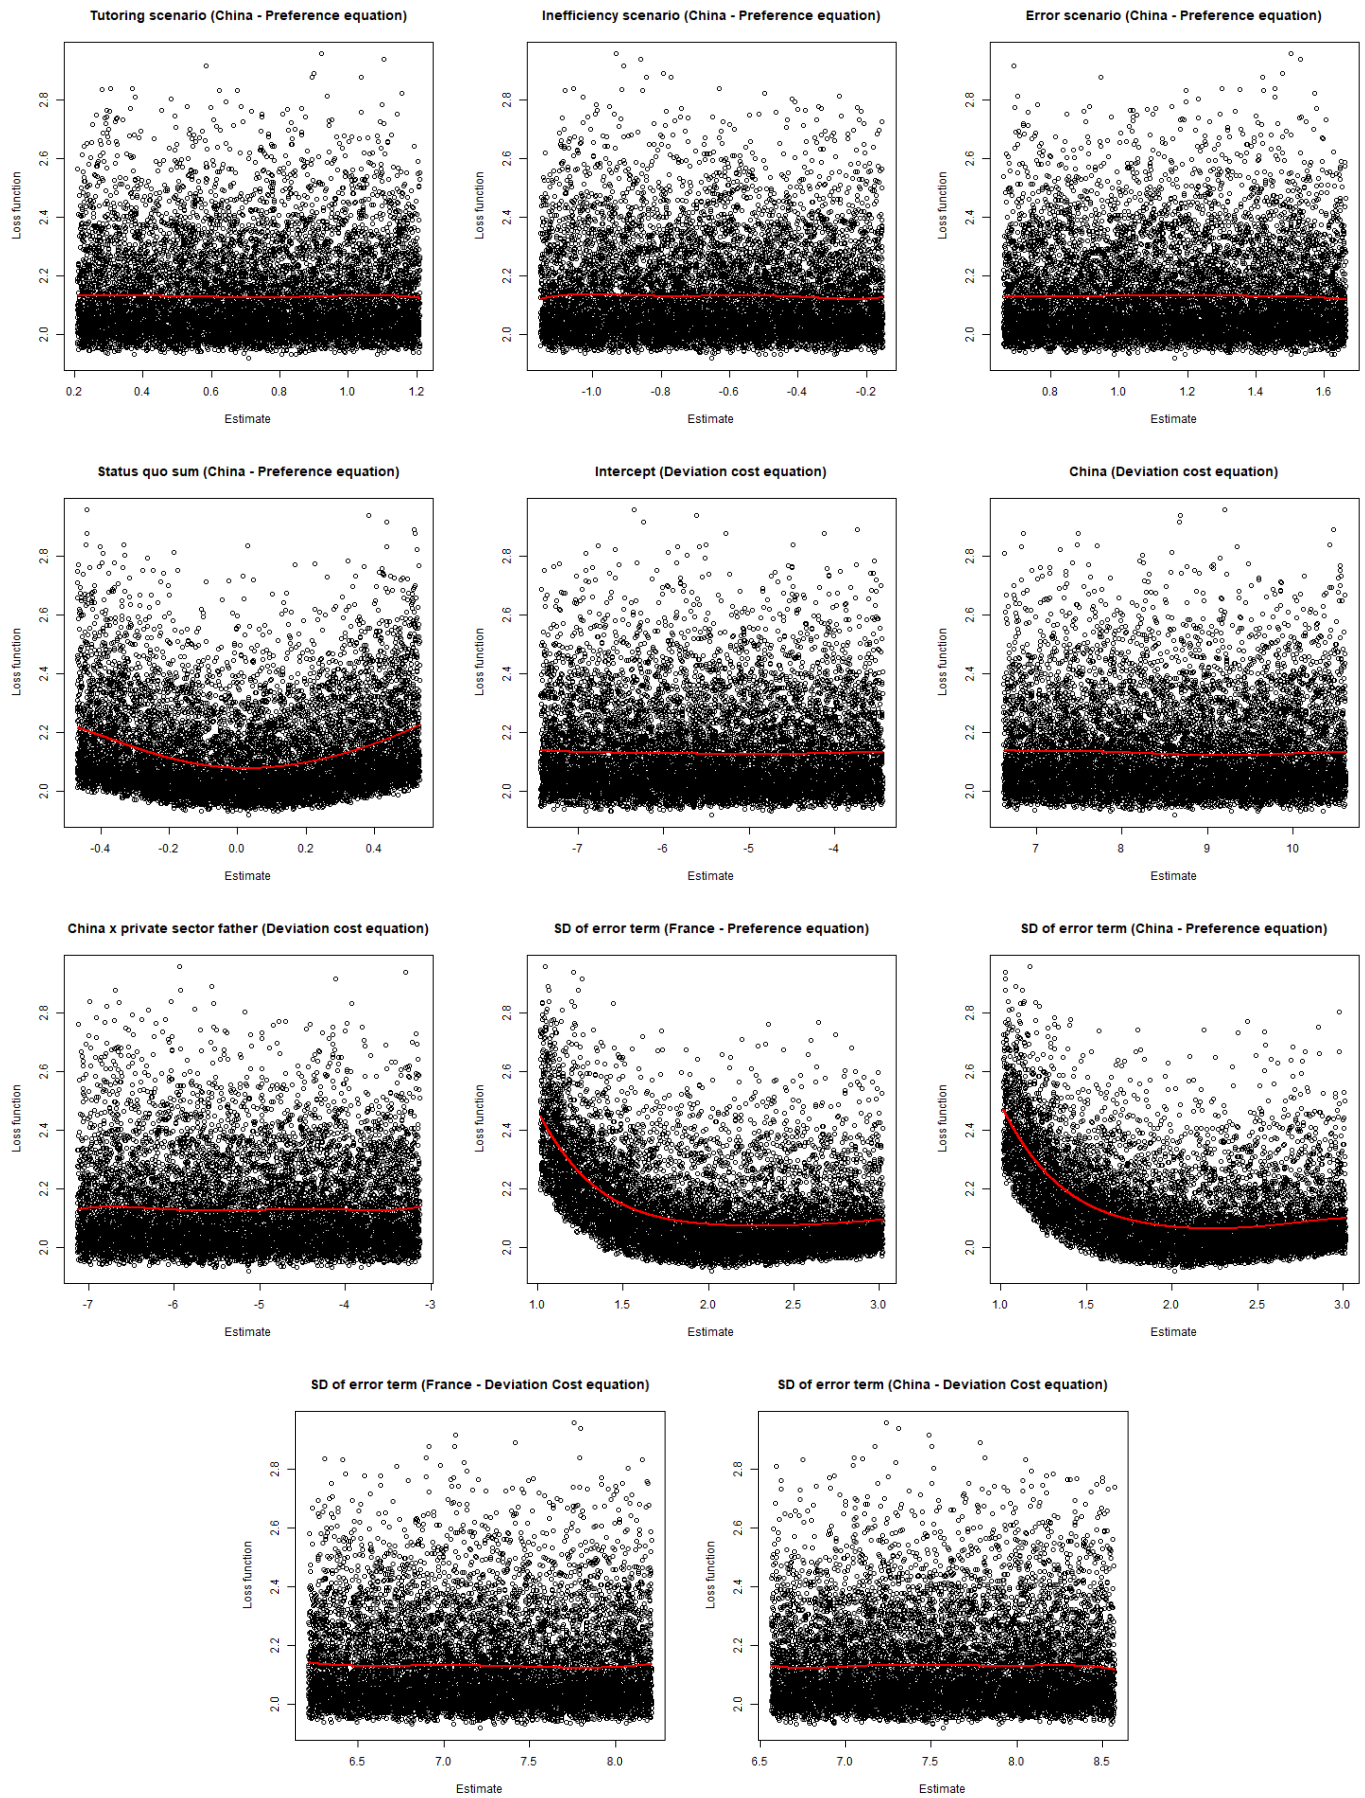 Tutoring scenario (China - Preference equation)
Inefficiency scenario (China - Preference equation)
Error scenario (China - Preference equation)
Loss function
2.0 2.2 2.4 2.6 2.8
0.2 0.4 0.6 0.8 1.0 1.2
Estimate
Loss function
2.0 2.2 2.4 2.6 2.8
-1.0 -0.8 -0.6 -0.4 -0.2
Estimate
Loss function
2.0 2.2 2.4 2.6 2.8
0.8 1.0 1.2 1.4 1.6
Estimate
Status quo sum (China - Preference equation)
Intercept (Deviation cost equation)
China (Deviation cost equation)
Loss function
2.0 2.2 2.4 2.6 2.8
-0.4 -0.2 0.0 0.2 0.4
Estimate
Loss function
2.0 2.2 2.4 2.6 2.8
-7 -6 -5 -4
Estimate
Loss function
2.0 2.2 2.4 2.6 2.8
7 8 9 10
Estimate
China x private sector father (Deviation cost equation)
SD of error term (France - Preference equation)
SD of error term (China - Preference equation)
Loss function
2.0 2.2 2.4 2.6 2.8
-7 -6 -5 -4 -3
Estimate
Loss function
2.0 2.2 2.4 2.6 2.8
1.0 1.5 2.0 2.5 3.0
Estimate
Loss function
2.0 2.2 2.4 2.6 2.8
1.0 1.5 2.0 2.5 3.0
Estimate
SD of error term (France - Deviation Cost equation)
SD of error term (China - Deviation Cost equation)
Loss function
2.0 2.2 2.4 2.6 2.8
6.5 7.0 7.5 8.0
Estimate
Loss function
2.0 2.2 2.4 2.6 2.8
6.5 7.0 7.5 8.0 8.5
Estimate